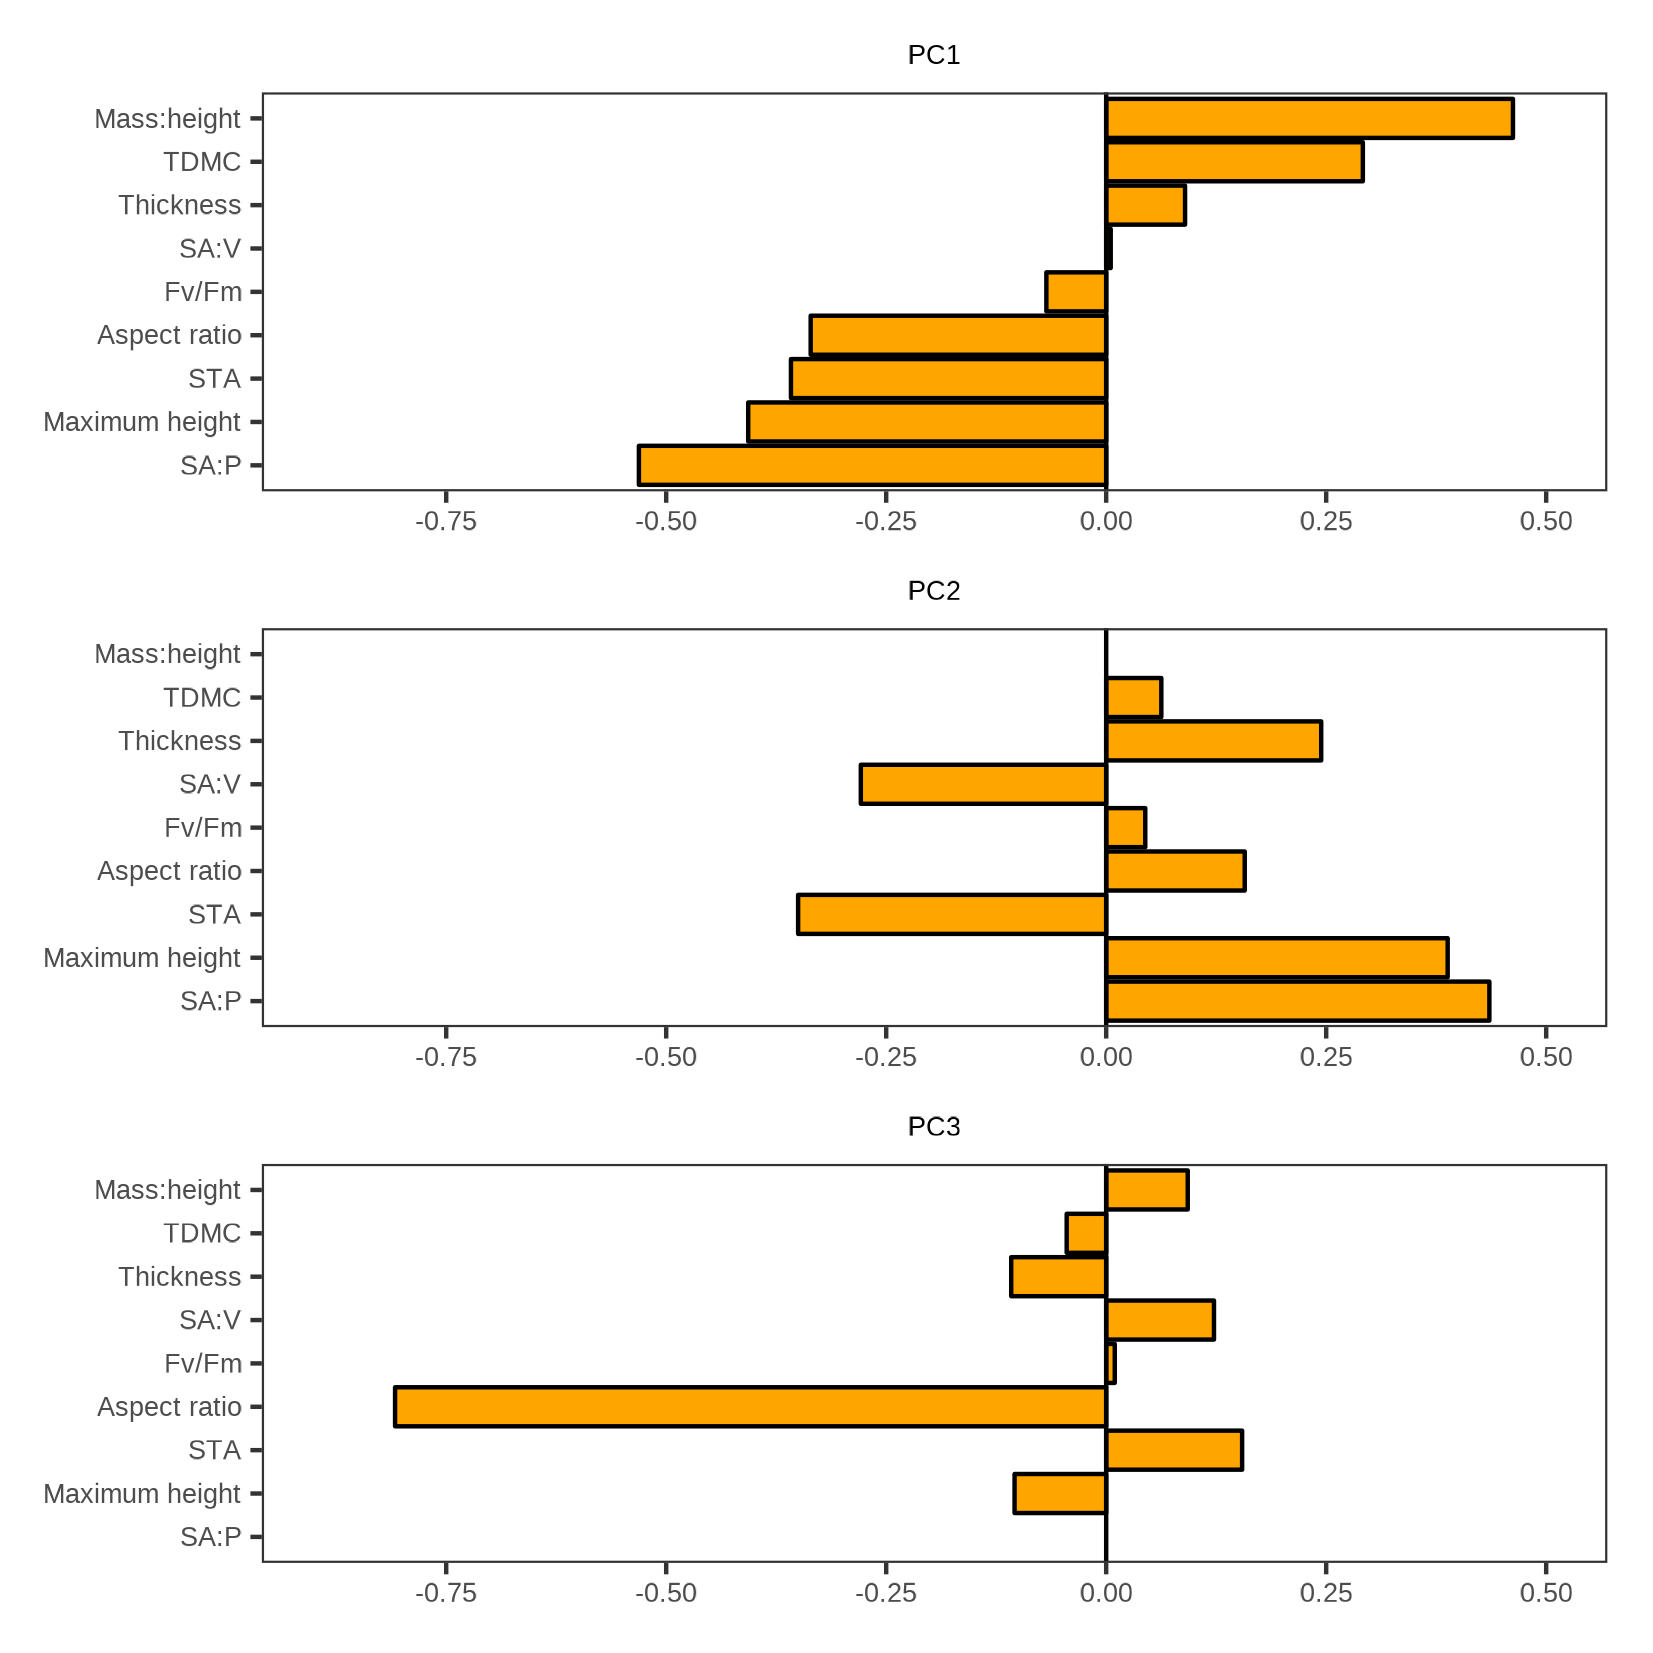 PC1
Mass:height
TDMC
Thickness
SA:V
Fv/Fm
Aspect ratio
STA
Maximum height
SA:P
-0.75 -0.50 -0.25 0.00 0.25 0.50
PC2
Mass:height
TDMC
Thickness
SA:V
Fv/Fm
Aspect ratio
STA
Maximum height
SA:P
-0.75 -0.50 -0.25 0.00 0.25 0.50
PC3
Mass:height
TDMC
Thickness
SA:V
Fv/Fm
Aspect ratio
STA
Maximum height
SA:P
-0.75 -0.50 -0.25 0.00 0.25 0.50